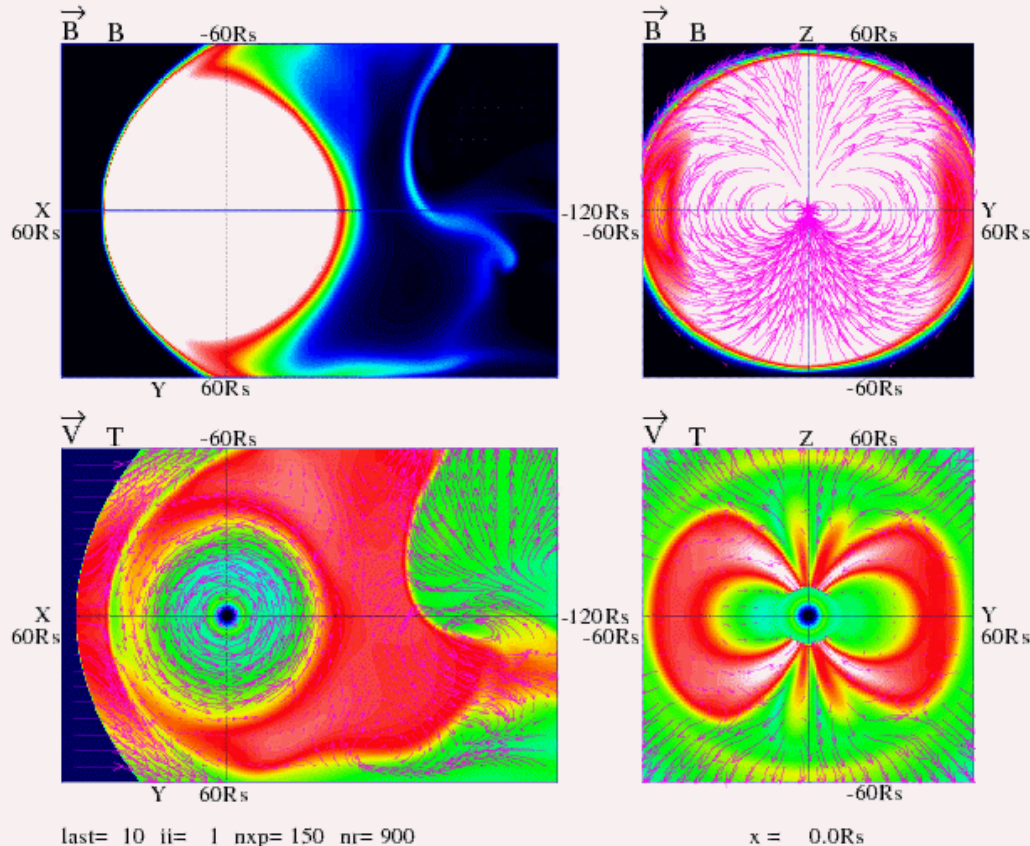 B B -60Rs
B B Z 60Rs
X
60Rs
-120Rs
-60Rs
Y
60Rs
Y 60Rs
-60Rs
V T -60Rs
V T Z 60Rs
X
60Rs
-120Rs
-60Rs
Y
60Rs
Y 60Rs
-60Rs
last= 10 ii= 1 nxp= 150 nr= 900
x = 0.0Rs